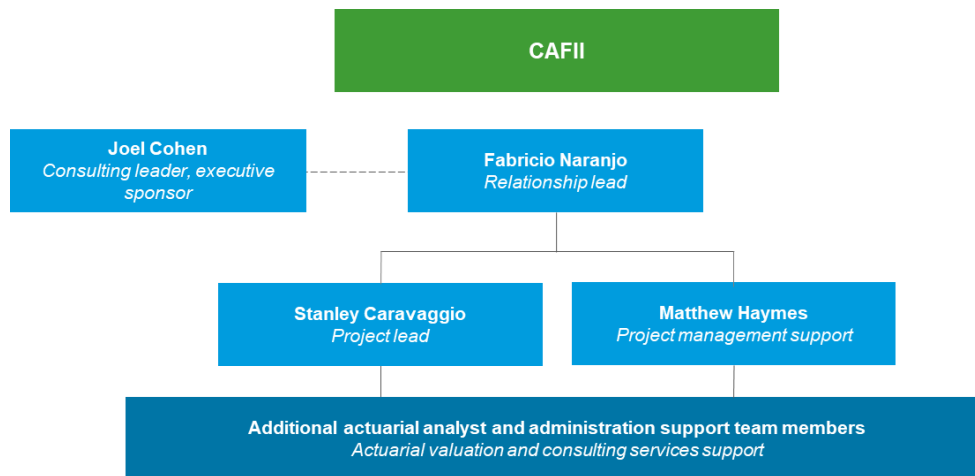 CAFII
Joel Cohen
Consulting leader, executive
sponsor
Fabricio Naranjo
Relationship lead
Stanley Caravaggio
Project lead
Matthew Haymes
Project management support
Additional actuarial analyst and administration support team members
Actuarial valuation and consulting services support